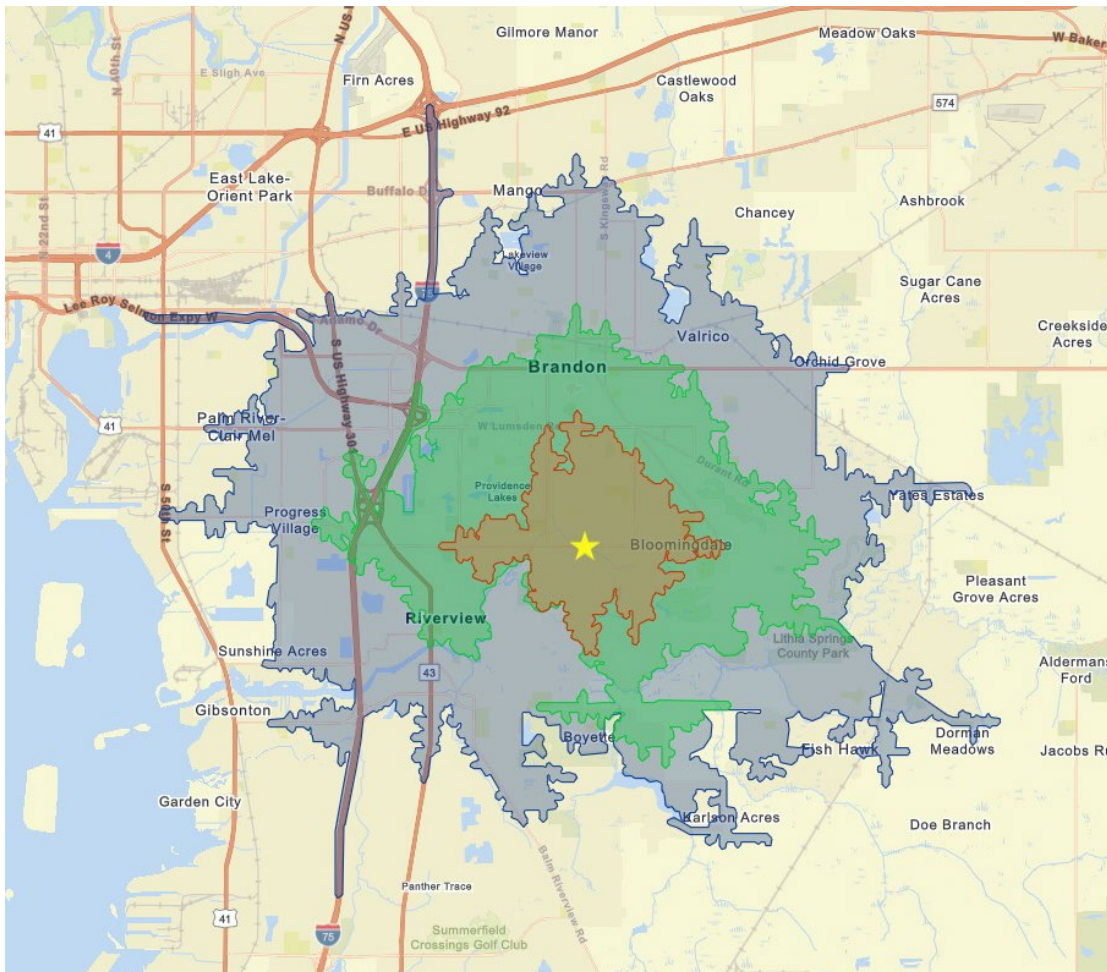 Gilmore Manor
Meadow Oaks
W Baker
N US
N 40th St
E Sligh Ave
Firn Acres
Castlewood
Oaks
574
41
E US Highway 92
East Lake-
Orient Park
Buffalo D
Mango
S Kingsway Rd
Chancey
Ashbrook
N 22nd St
4
Lakeview
Village
75
Sugar Cane
Acres
Lee Roy Selmon Expy W
E Adamo Dr
Valrico
Creekside
Acres
S US Highway 301
Brandon
Orchid Grove
41
Palm River-
Clair Mel
W Lumsden Rd
Durant Rd
S 50th St
Providence
Lakes
Yates Estates
Progress
Village
Bloomingdale
Pleasant
Grove Acres
Riverview
Lithia Springs
County Park
Sunshine Acres
43
Aldermans
Ford
Gibsonton
Boyette
Fish Hawk
Dorman
Meadows
Jacobs
Garden City
Karlson Acres
Doe Branch
Balm Riverview Rd
Panther Trace
41
75
Summerfield
Crossings Golf Club